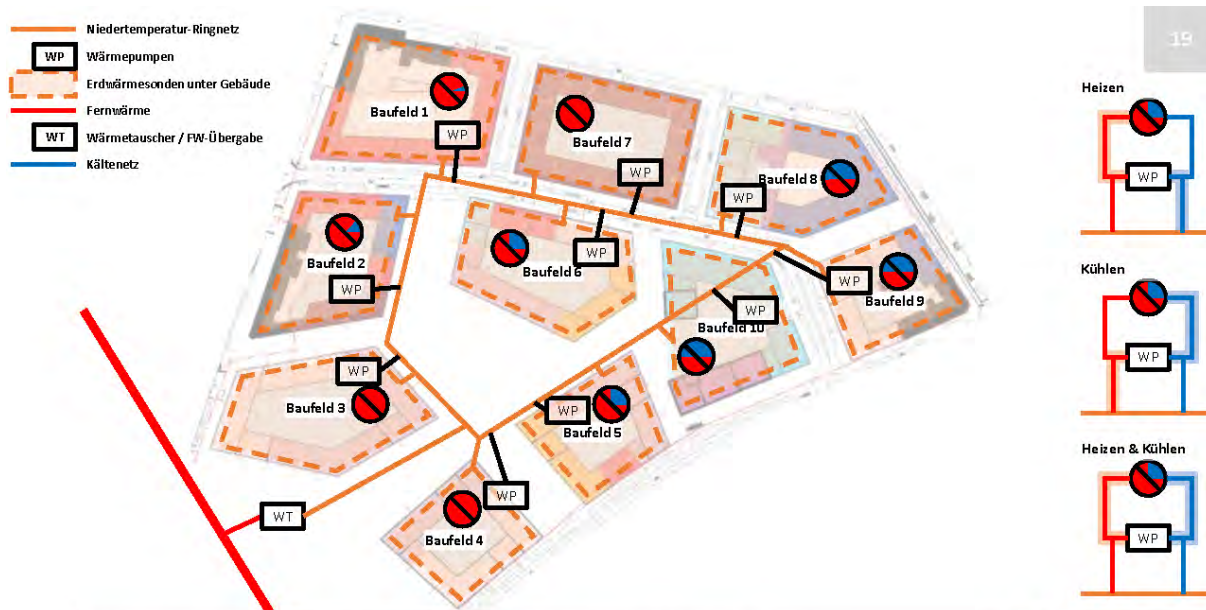 Niedertemperatur-Ringnetz
WP
Wärmepumpen
Erdwärmesonden unter Gebäude
Fernwärme
WT
Wärmetauscher / FW-Übergabe
Kältenetz
19
Baufeld 1
WP
Baufeld 7
WP
Baufeld 8
WP
Baufeld 2
WP
Baufeld 6
WP
WP
Baufeld 9
WP
Baufeld 10
WP
Baufeld 3
WP
Baufeld 5
WP
Baufeld 4
WT
Heizen
WP
Kühlen
WP
Heizen & Kühlen
WP